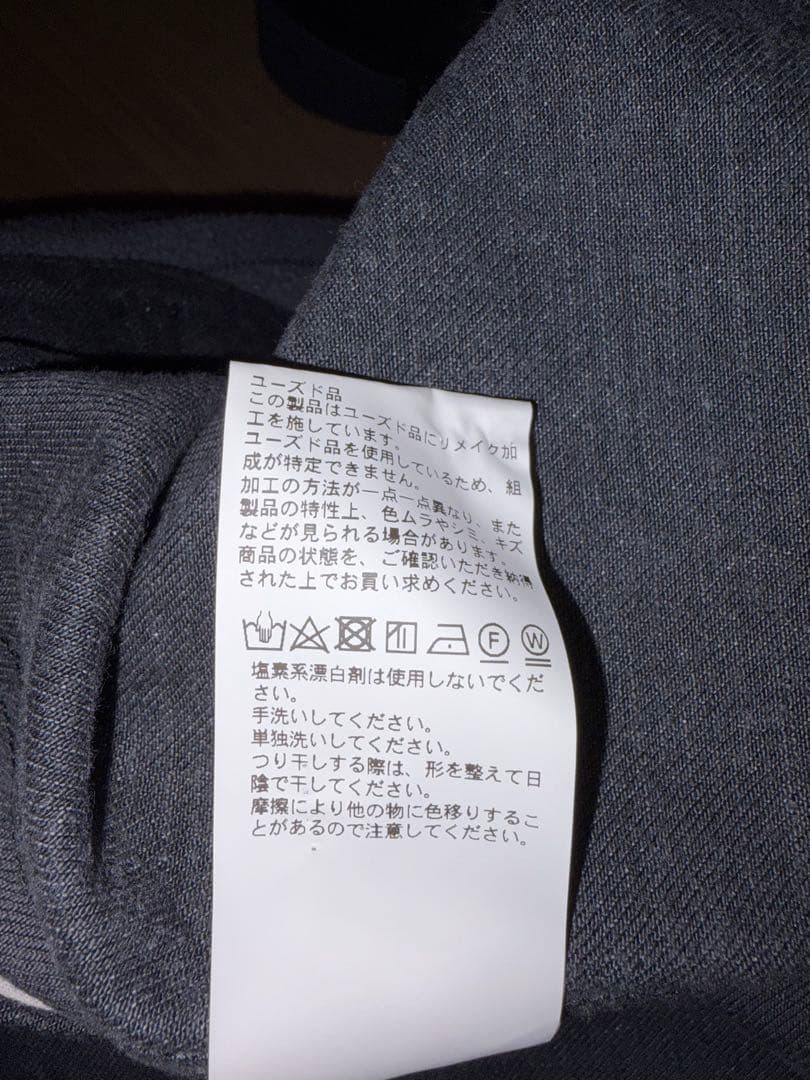 ユーズド品
この製品はユーズド品にリメイク加
工を施しています。
ユーズド品を使用しているため、組
成が特定できません。
加工の方法が一点一点異なり、また
製品の特性上、色ムラやシミ、キズ
などが見られる場合があります。
商品の状態を、ご確認いただき納得
された上でお買い求めください。
F W
塩素系漂白剤は使用しないでくだ
さい。
手洗いしてください。
単独洗いしてください。
つり干しする際は、形を整えて日
陰で干してください。
摩擦により他の物に色移りするこ
とがあるので注意してください。